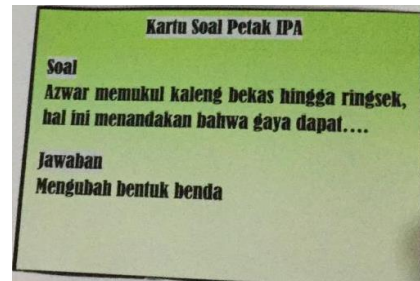 Kartu Soal Petak IPA
Soal
Azwar memukul kaleng bekas hingga ringsek,
hal ini menandakan bahwa gaya dapat....
Jawaban
Mengubah bentuk benda